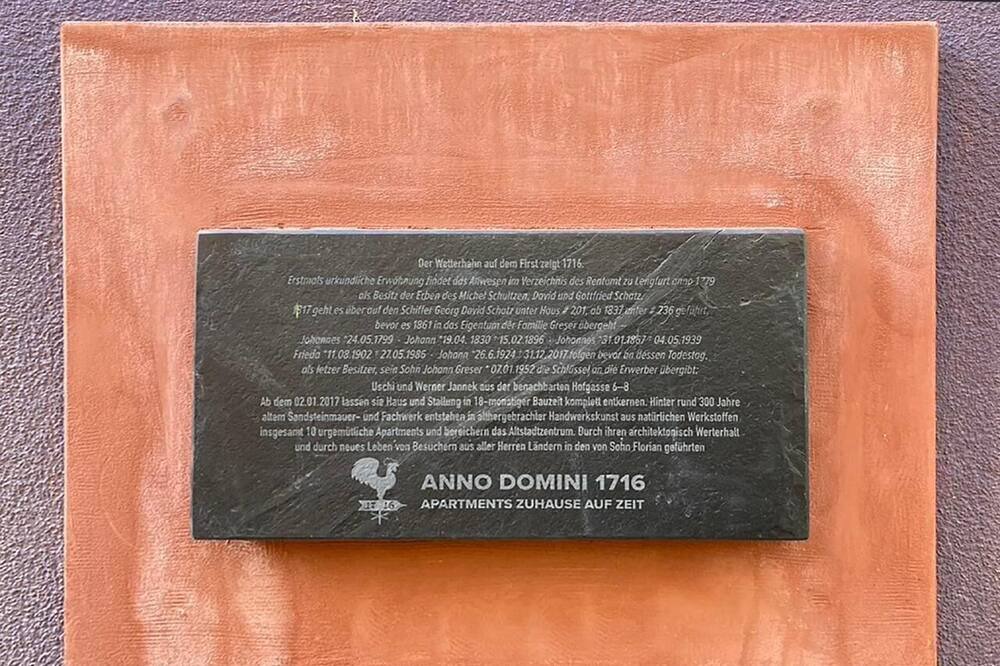 Der Wetterhahn auf dem First zeigt 1716.
Erstmals urkundliche Erwähnung findet das Anwesen im Verzeichnis des Rentamt zu Lengfurt anno 1779
als Besitz der Erben des Michel Schultzen, David und Gottfried Schatz.
1817 geht es über auf den Schiffer Georg David Schatz unter Haus # 201, ab 1837 unter # 236 geführt,
bevor es 1861 in das Eigentum der Familie Greser übergeht
Johannes *24.05.1799 - Johann *19.04. 1830 † 15.02.1896 - Johannes *31.01.1867 † 04.05.1939
Frieda *11.08.1902 † 27.05.1986 - Johann *26.6.1924 † 31.12.2017 folgen bevor an dessen Todestag,
als letzer Besitzer, sein Sohn Johann Greser * 07.01.1952 die Schlüssel an die Erwerber übergibt:
Uschi und Werner Jannek aus der benachbarten Hofgasse 6–8
Ab dem 02.01.2017 lassen sie Haus und Stallung in 18-monatiger Bauzeit komplett entkernen. Hinter rund 300 Jahre
altem Sandsteinmauer- und Fachwerk entstehen in althergebrachter Handwerkskunst aus natürlichen Werkstoffen
insgesamt 10 urgemütliche Apartments und bereichern das Altstadtzentrum. Durch ihren architektonisch Werterhalt
und durch neues Leben von Besuchern aus aller Herren Ländern in den von Sohn Florian geführten
17 16
ANNO DOMINI 1716
APARTMENTS ZUHAUSE AUF ZEIT